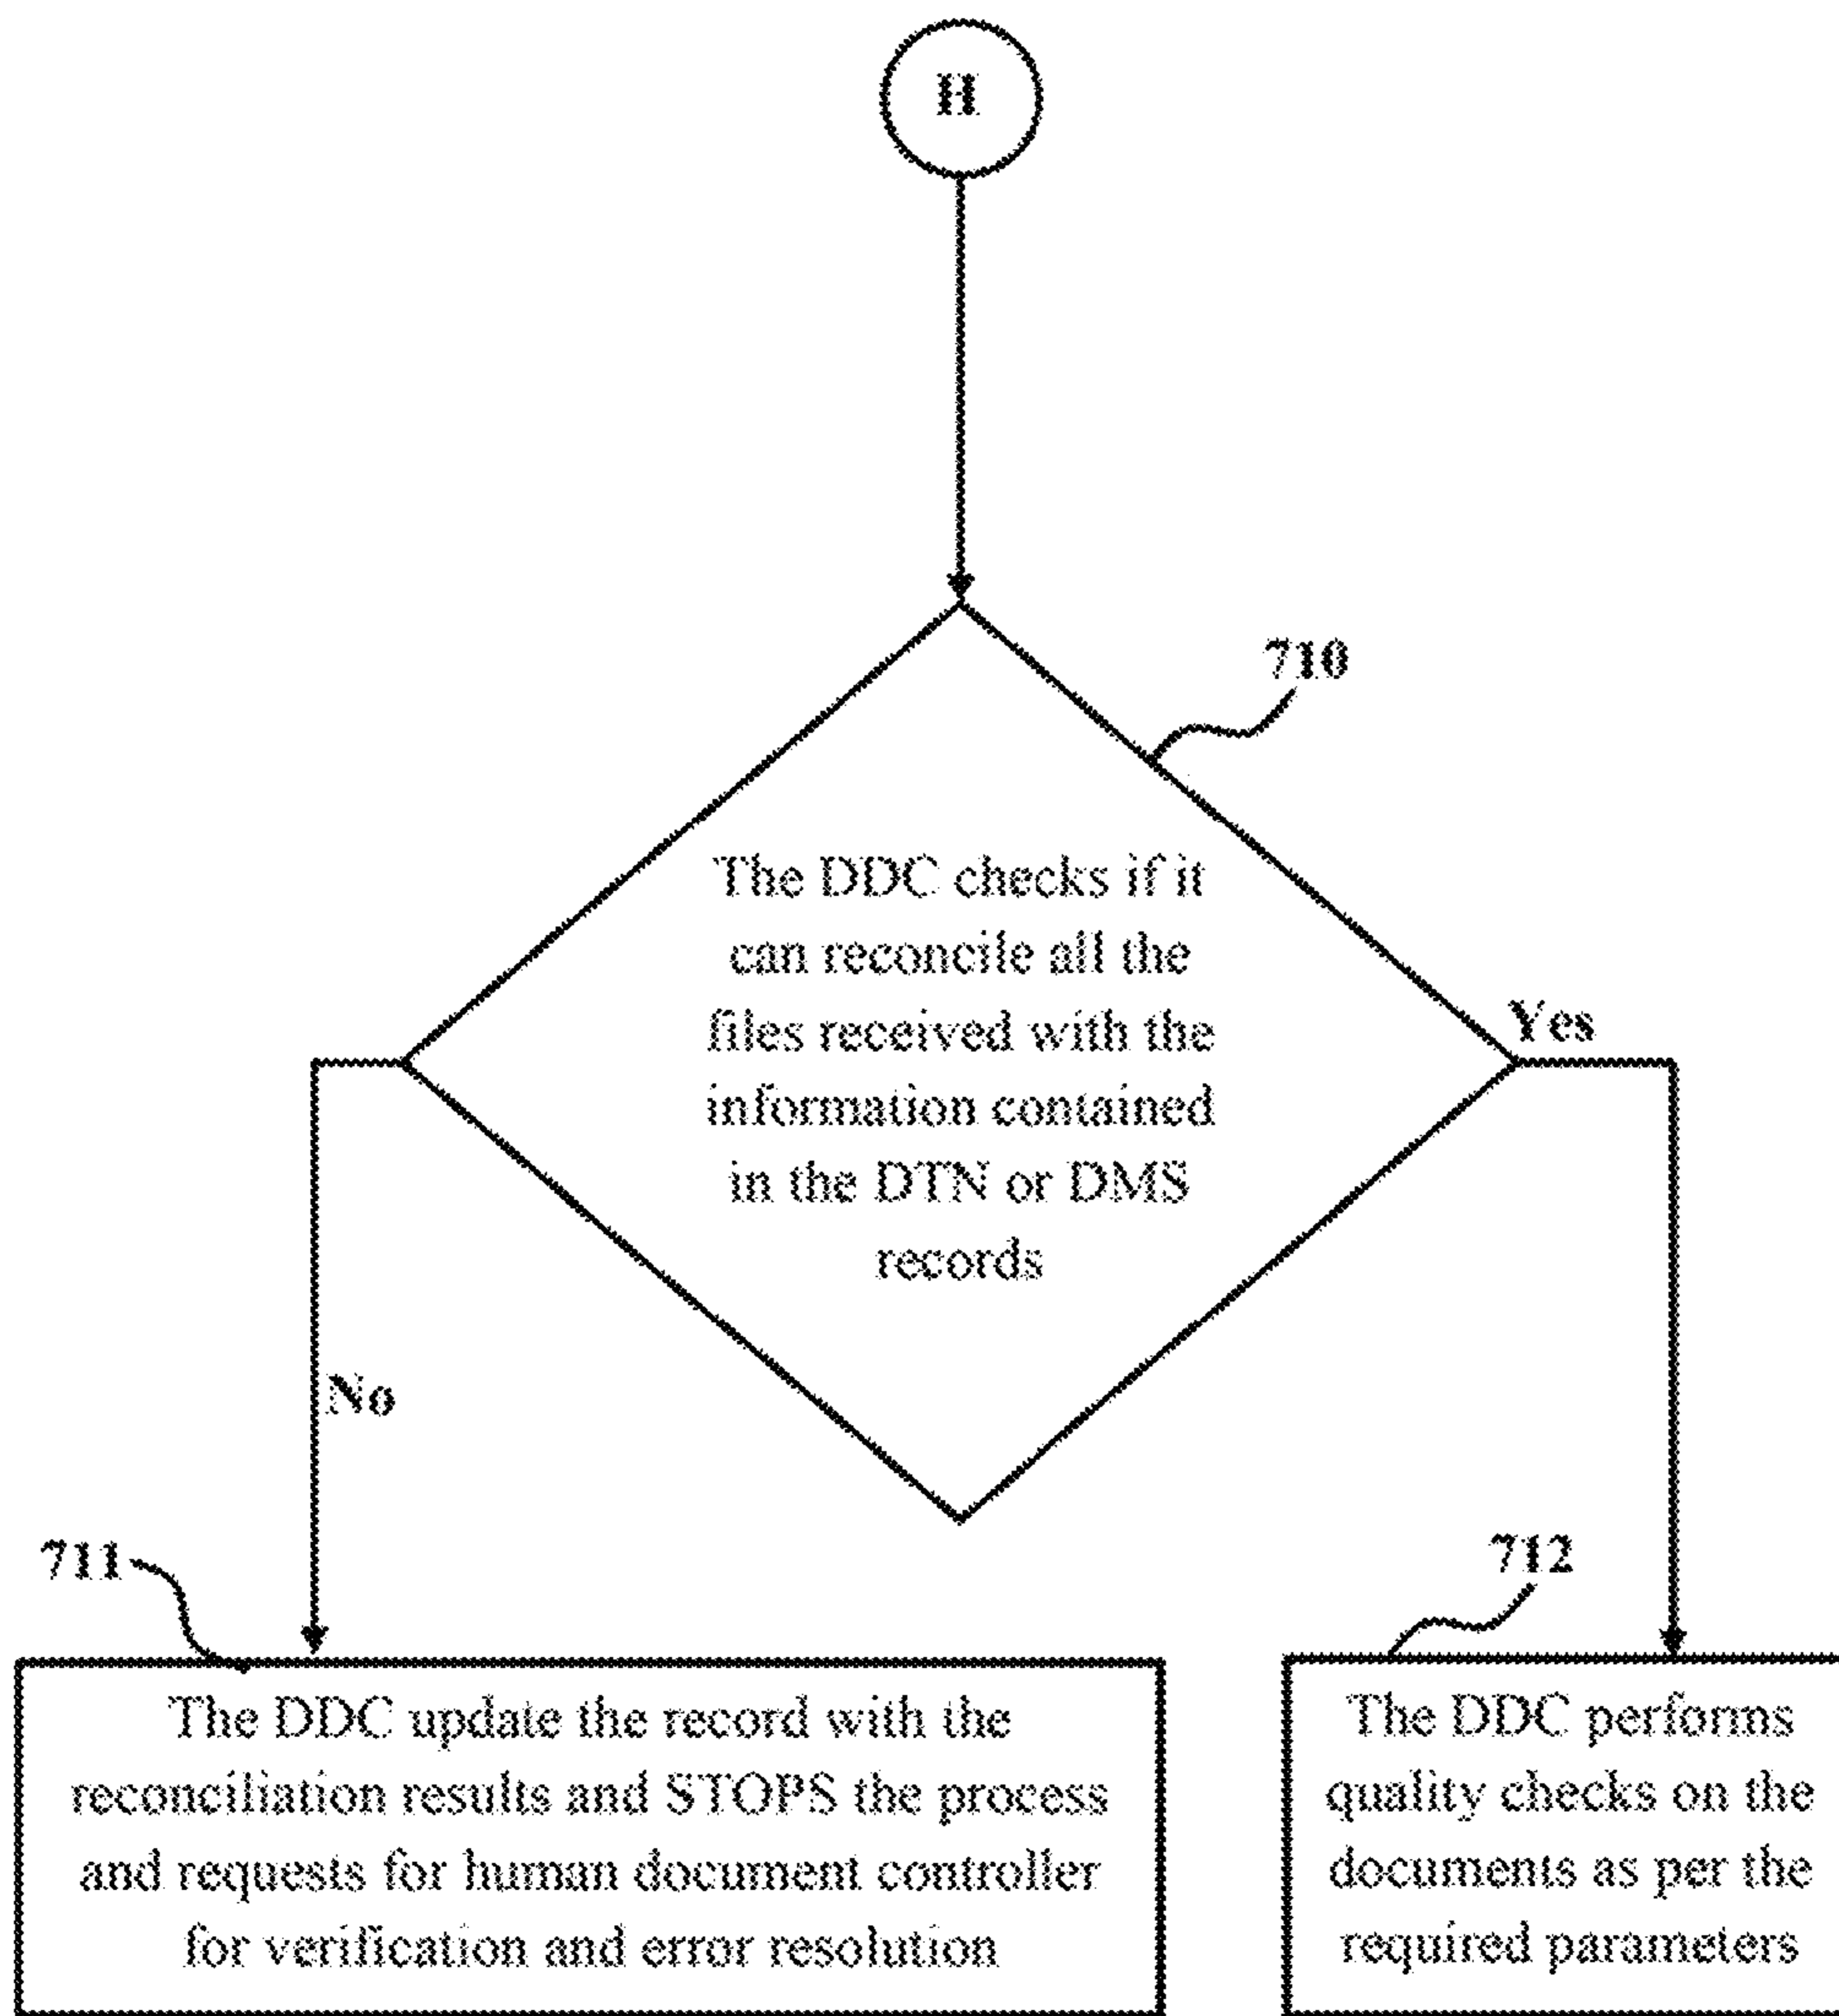 H
710
The DDC checks if it
can reconcile all the
files received with the
information contained
in the DTN or DMS
records
Yes
No
711
The DDC update the record with the
reconciliation results and STOPS the process
and requests for human document controller
for verification and error resolution
712
The DDC performs
quality checks on the
documents as per the
required parameters